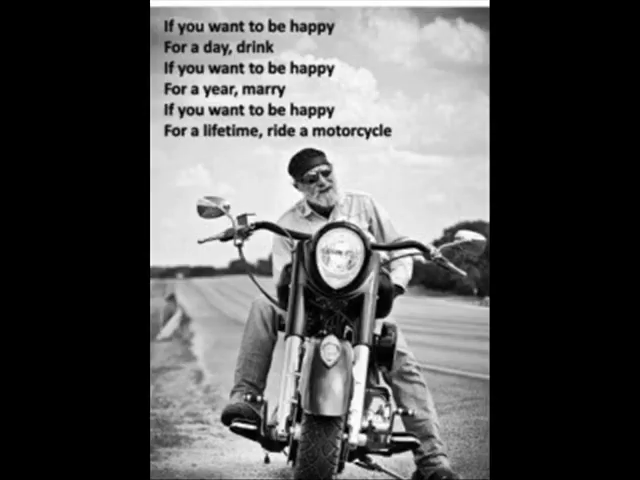 If you want to be happy
For a day, drink
If you want to be happy
For a year, marry
If you want to be happy
For a lifetime, ride a motorcycle